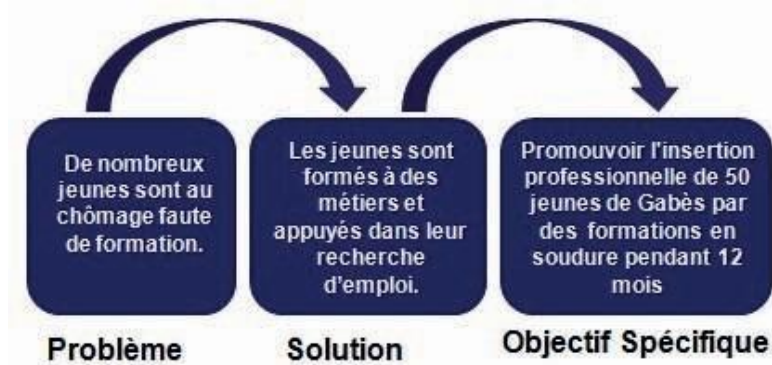 De nombreux
jeunes sont au
chômage faute
de formation.
Les jeunes sont
formés à des
métiers et
appuyés dans leur
recherche
d'emploi.
Promouvoir l'insertion
professionnelle de 50
jeunes de Gabès par
des formations en
soudure pendant 12
mois
Problème
Solution
Objectif Spécifique